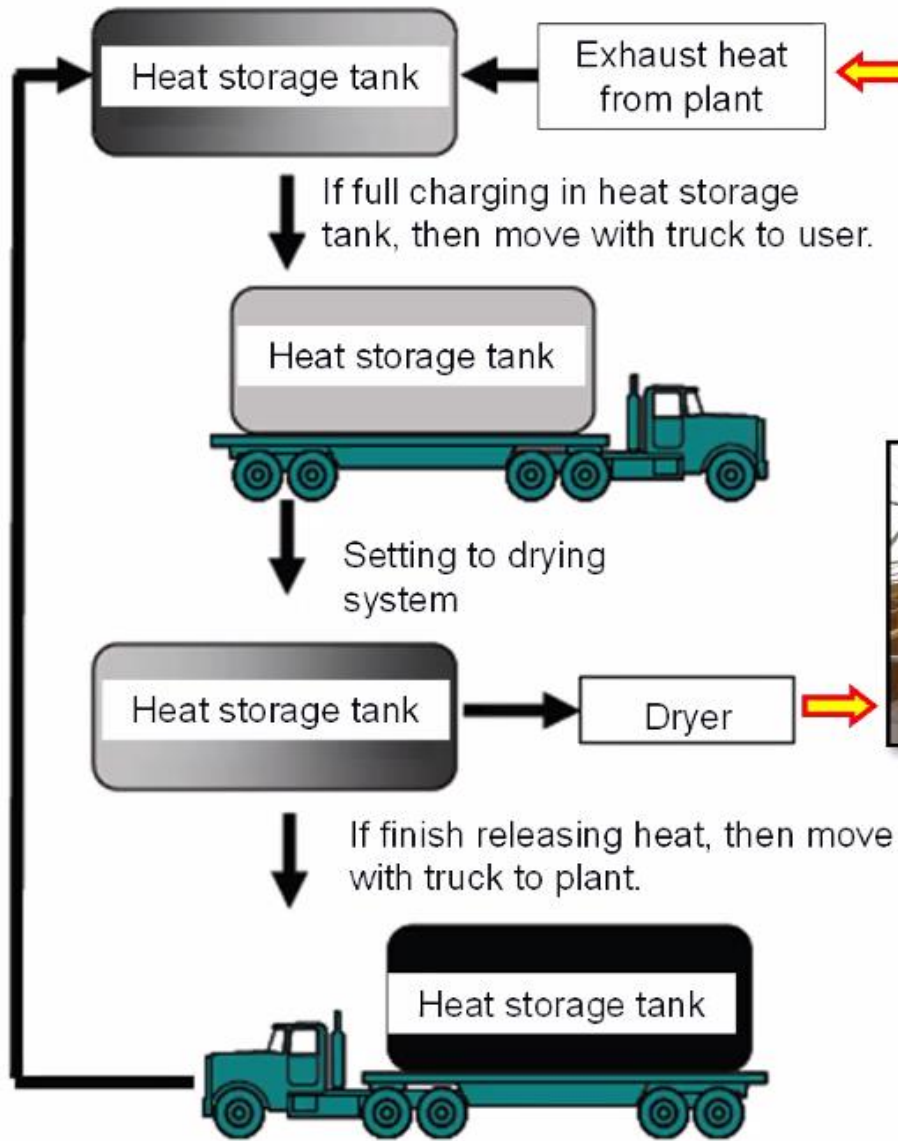 Heat storage tank
Exhaust heat
from plant
If full charging in heat storage
tank, then move with truck to user.
Heat storage tank
Setting to drying
system
Heat storage tank
Dryer
If finish releasing heat, then move
with truck to plant.
Heat storage tank